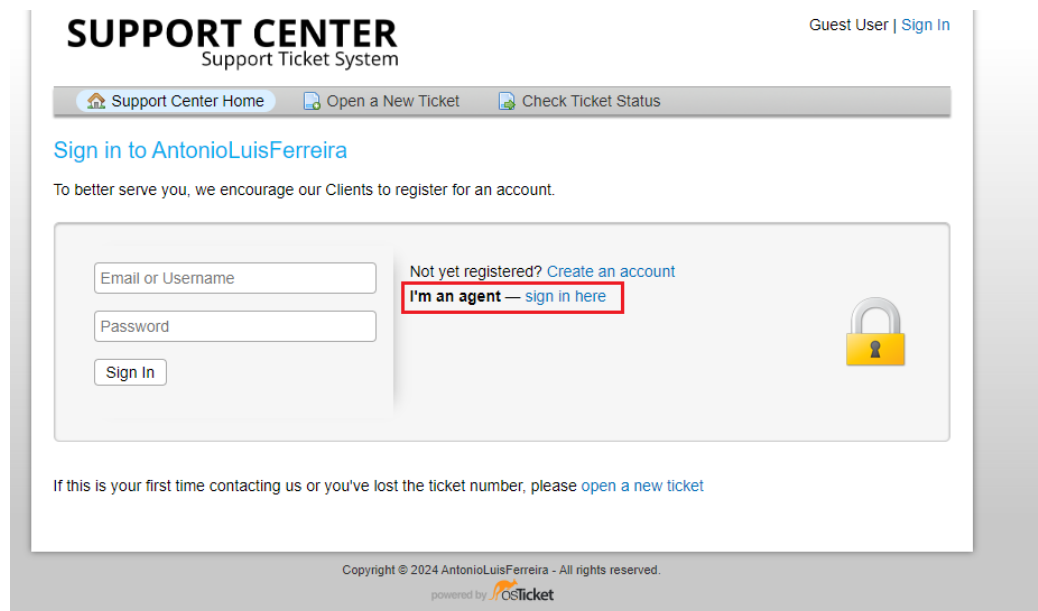 SUPPORT CENTER
Support Ticket System
Guest User | Sign In
Support Center Home
Open a New Ticket
Check Ticket Status
Sign in to AntonioLuisFerreira
To better serve you, we encourage our Clients to register for an account.
Email or Username
Password
Sign In
Not yet registered? Create an account
I'm an agent — sign in here
If this is your first time contacting us or you've lost the ticket number, please open a new ticket
Copyright © 2024 AntonioLuisFerreira - All rights reserved.
powered by osTicket